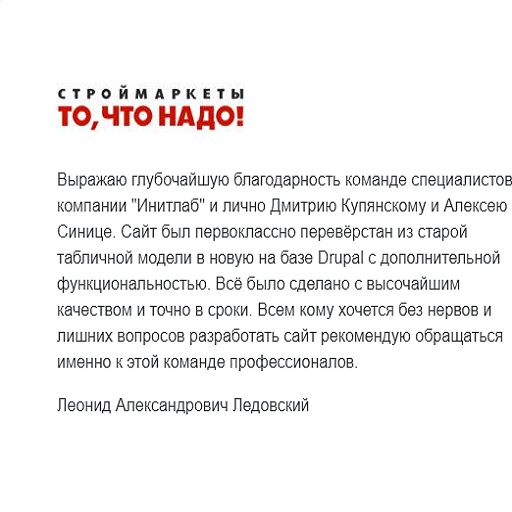 СТРОЙМАРКЕТЫ
ТО, ЧТО НАДО!
Выражаю глубочайшую благодарность команде специалистов
компании "Инитлаб" и лично Дмитрию Купянскому и Алексею
Синице. Сайт был первоклассно перевёрстан из старой
табличной модели в новую на базе Drupal с дополнительной
функциональностью. Всё было сделано с высочайшим
качеством и точно в сроки. Всем кому хочется без нервов и
лишних вопросов разработать сайт рекомендую обращаться
именно к этой команде профессионалов.
Леонид Александрович Ледовский